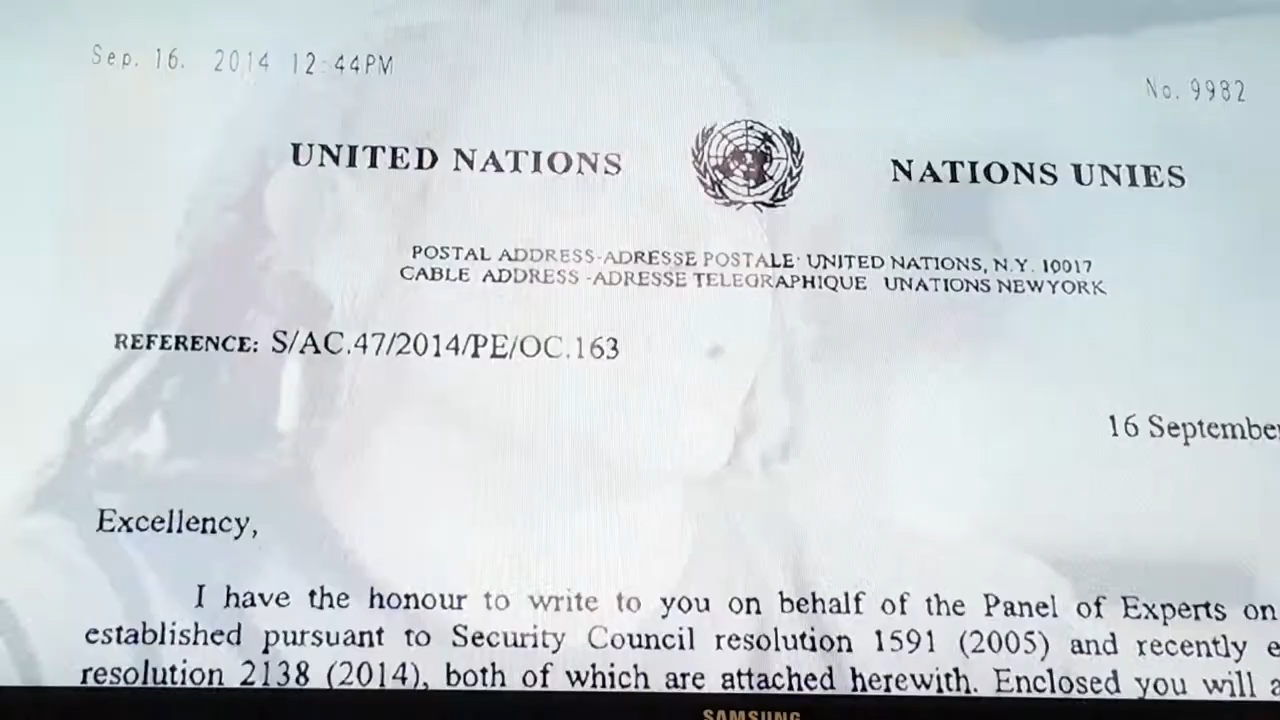 Sep. 16. 2014 12:44PM
No. 9982
UNITED NATIONS NATIONS UNIES
POSTAL ADDRESS-ADRESSE POSTALE: UNITED NATIONS, N.Y. 10017
CABLE ADDRESS -ADRESSE TELEGRAPHIQUE UNATIONS NEWYORK
REFERENCE: S/AC.47/2014/PE/OC.163
16 September
Excellency,
I have the honour to write to you on behalf of the Panel of Experts on
established pursuant to Security Council resolution 1591 (2005) and recently
resolution 2138 (2014), both of which are attached herewith. Enclosed you will
SAMSUNG